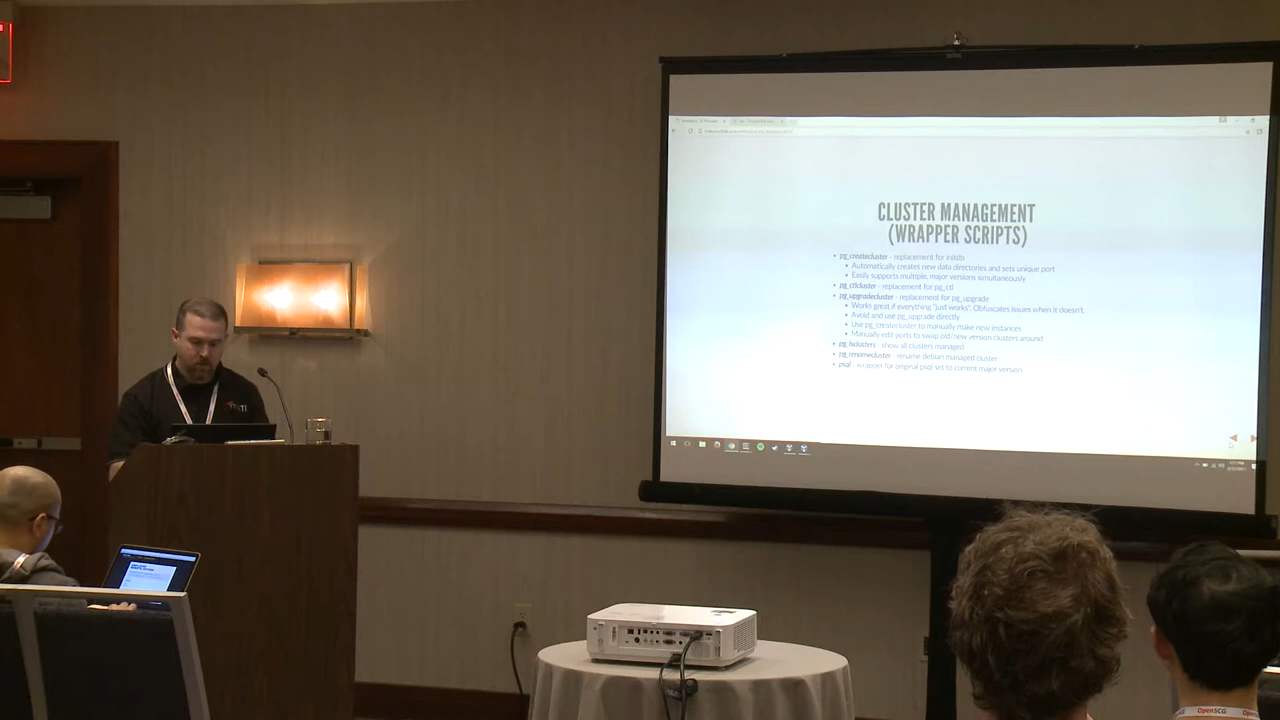 CLUSTER MANAGEMENT
(WRAPPER SCRIPTS)
• pg_createcluster - replacement for initdb
• Automatically creates new data directories and sets unique port
• Easily supports multiple, major versions simultaneously
• pg_ctlcluster - replacement for pg_ctl
• pg_upgradecluster - replacement for pg_upgrade
• Works great if everything "just works". Obfuscates issues when it doesn't.
• Avoid and use pg_upgrade directly
• Use pg_createcluster to manually make new instances
• Manually edit ports to swap old/new version clusters around
• pg_lsclusters - show all clusters managed
• pg_renamecluster - rename debian managed cluster
• psql - wrapper for original psql set to current major version
OpenSCG